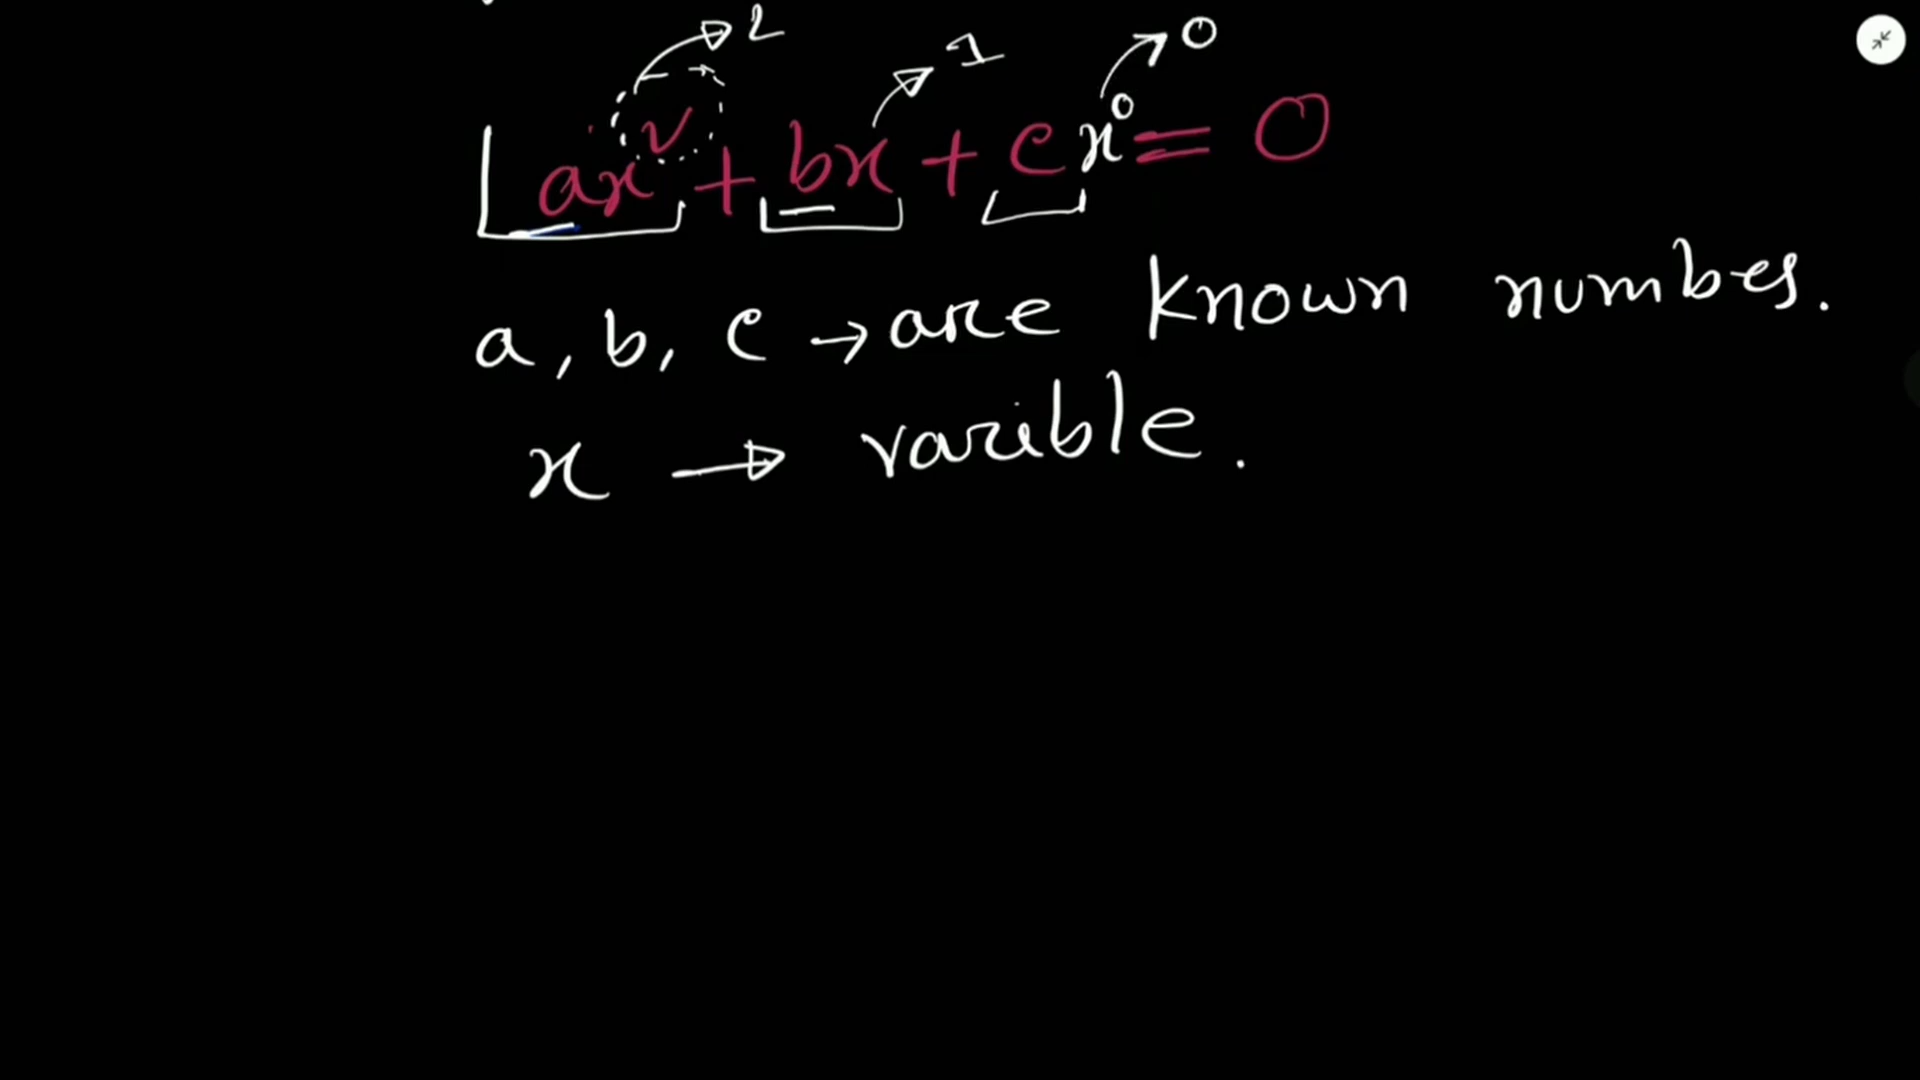 2 1 0
ax² + bx + cx⁰ = 0
a, b, c → are known numbes.
x → varible.